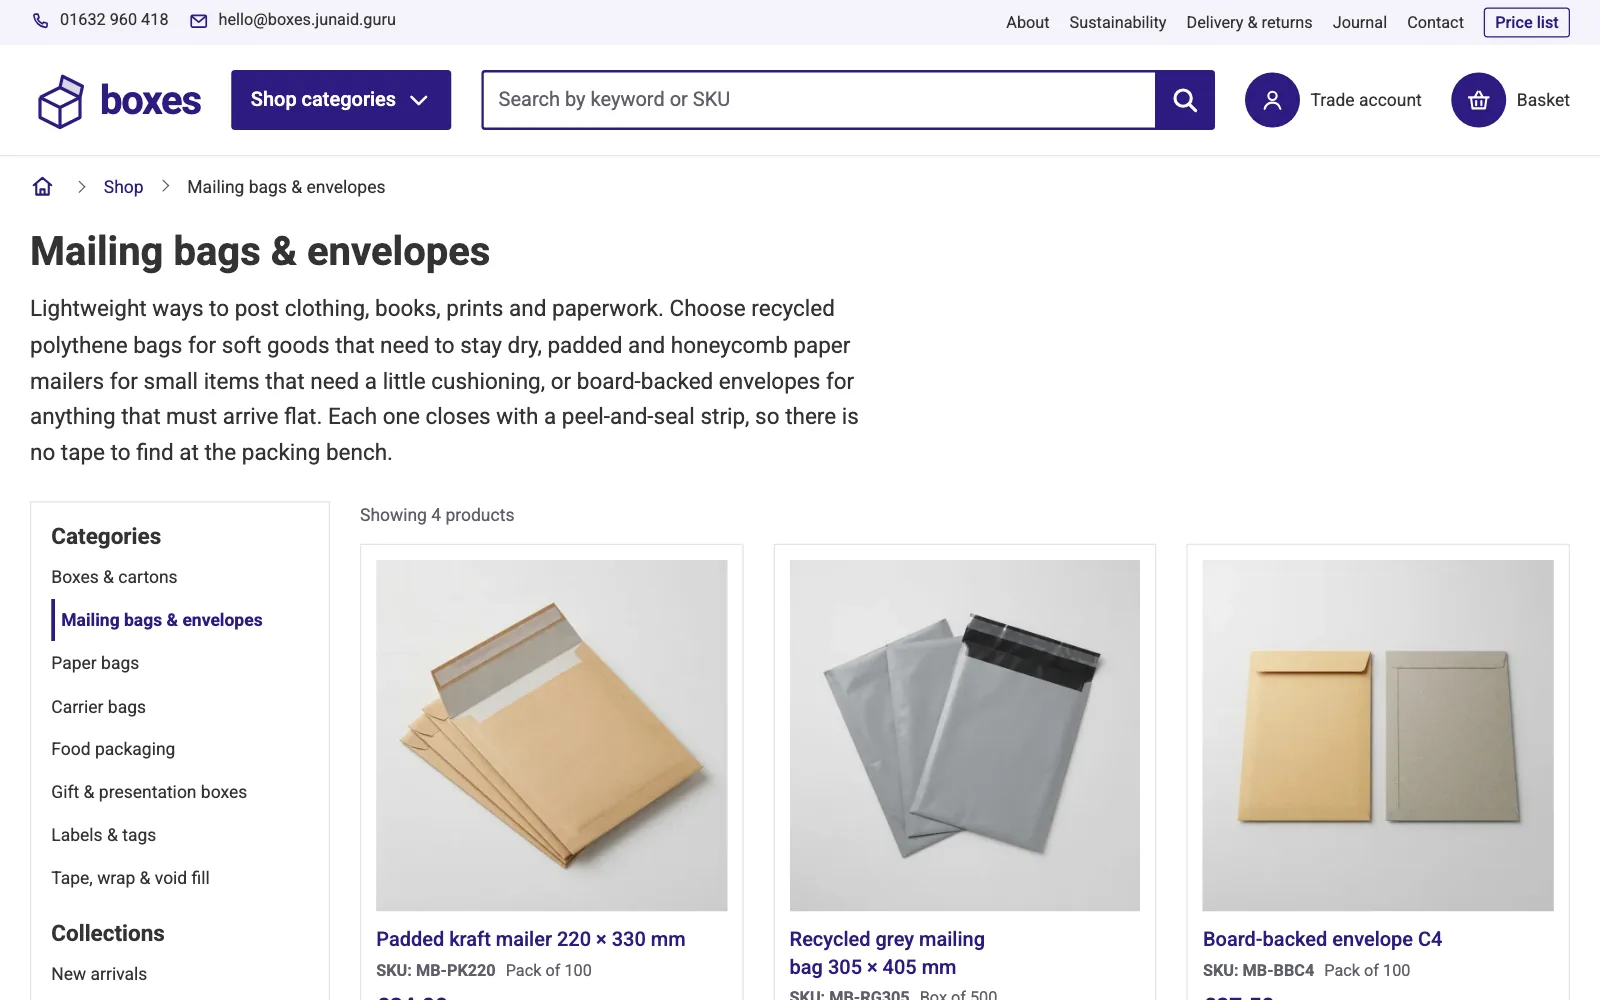 01632 960 418
hello@boxes.junaid.guru
About
Sustainability
Delivery & returns
Journal
Contact
Price list
boxes
Shop categories
Search by keyword or SKU
Trade account
Basket
Shop
Mailing bags & envelopes
Mailing bags & envelopes
Lightweight ways to post clothing, books, prints and paperwork. Choose recycled
polythene bags for soft goods that need to stay dry, padded and honeycomb paper
mailers for small items that need a little cushioning, or board-backed envelopes for
anything that must arrive flat. Each one closes with a peel-and-seal strip, so there is
no tape to find at the packing bench.
Categories
Boxes & cartons
Mailing bags & envelopes
Paper bags
Carrier bags
Food packaging
Gift & presentation boxes
Labels & tags
Tape, wrap & void fill
Collections
New arrivals
Showing 4 products
Padded kraft mailer 220 × 330 mm
SKU: MB-PK220 Pack of 100
Recycled grey mailing
bag 305 × 405 mm
SKU: MB-RG305 Box of 500
Board-backed envelope C4
SKU: MB-BBC4 Pack of 100